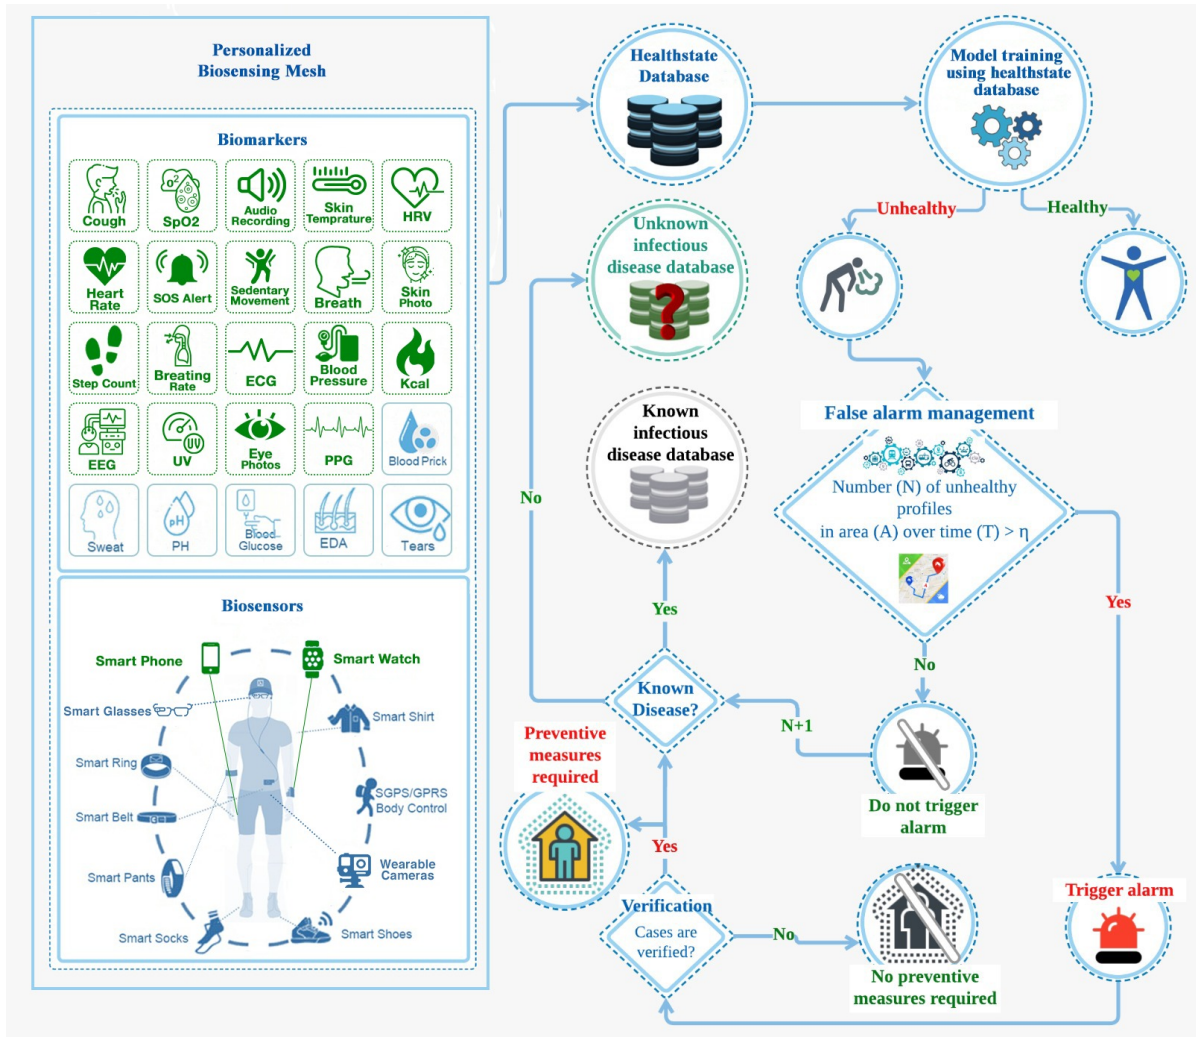 Personalized
Biosensing Mesh
Biomarkers
Cough
O2
SpO2
Audio
Recording
Skin
Temprature
HRV
Heart
Rate
SOS Alert
Sedentary
Movement
Breath
Skin
Photo
Step Count
Breating
Rate
ECG
Blood
Pressure
Kcal
EEG
UV
UV
Eye
Photos
PPG
Blood Prick
Sweat
pH
PH
Blood
Glucose
EDA
Tears
Biosensors
Smart Phone
Smart Watch
Smart Glasses
Smart Shirt
Smart Ring
SGPS/GPRS
Body Control
Smart Belt
Smart Pants
Wearable
Cameras
Smart Socks
Smart Shoes
Healthstate
Database
Model training
using healthstate
database
Unhealthy
Healthy
Unknown
infectious
disease database
?
Known
infectious
disease database
False alarm management
Number (N) of unhealthy
profiles
in area (A) over time (T) > η
No
Yes
Yes
No
Known
Disease?
N+1
Do not trigger
alarm
Preventive
measures
required
Yes
Verification
Cases are
verified?
No
No preventive
measures required
Trigger alarm